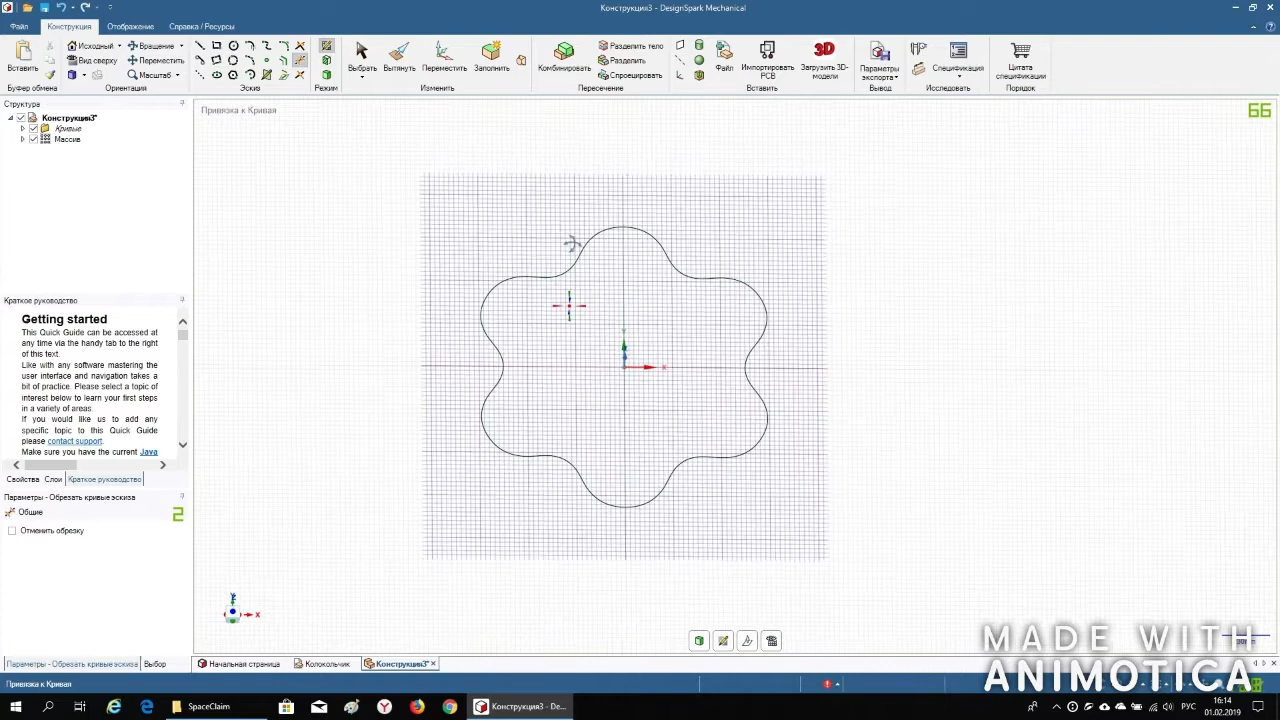 Конструкция3 - DesignSpark Mechanical
Файл
Конструкция
Отображение
Справка / Ресурсы
Вставить
Исходный
Вид сверху
Вращение
Переместить
Масштаб
Выбрать
Вытянуть
Переместить
Заполнить
Комбинировать
Разделить тело
Разделить
Спроецировать
Файл
Импортировать PCB
3D
Загрузить 3D-модели
Параметры экспорта
Спецификация
Цитата спецификации
Буфер обмена
Ориентация
Эскиз
Режим
Изменить
Пересечение
Вставить
Вывод
Исследовать
Порядок
Структура
Конструкция3*
Кривые
Массив
Привязка к Кривая
66
Y
X
Краткое руководство
Getting started
This Quick Guide can be accessed at
any time via the handy tab to the right
of this text.
Like with any software mastering the
user interface and navigation takes a
bit of practice. Please select a topic of
interest below to learn your first steps
in a variety of areas.
If you would like us to add any
specific topic to this Quick Guide
please contact support.
Make sure you have the current Java
Свойства
Слои
Краткое руководство
Параметры - Обрезать кривые эскиза
Общие
2
Отменить обрезку
X
MADE WITH
ANIMOTICA
Параметры - Обрезать кривые эскиза
Выбор
Начальная страница
Колокольчик
Конструкция3*
Привязка к Кривая
SpaceClaim
Конструкция3 - De...
РУС
16:14
01.02.2019